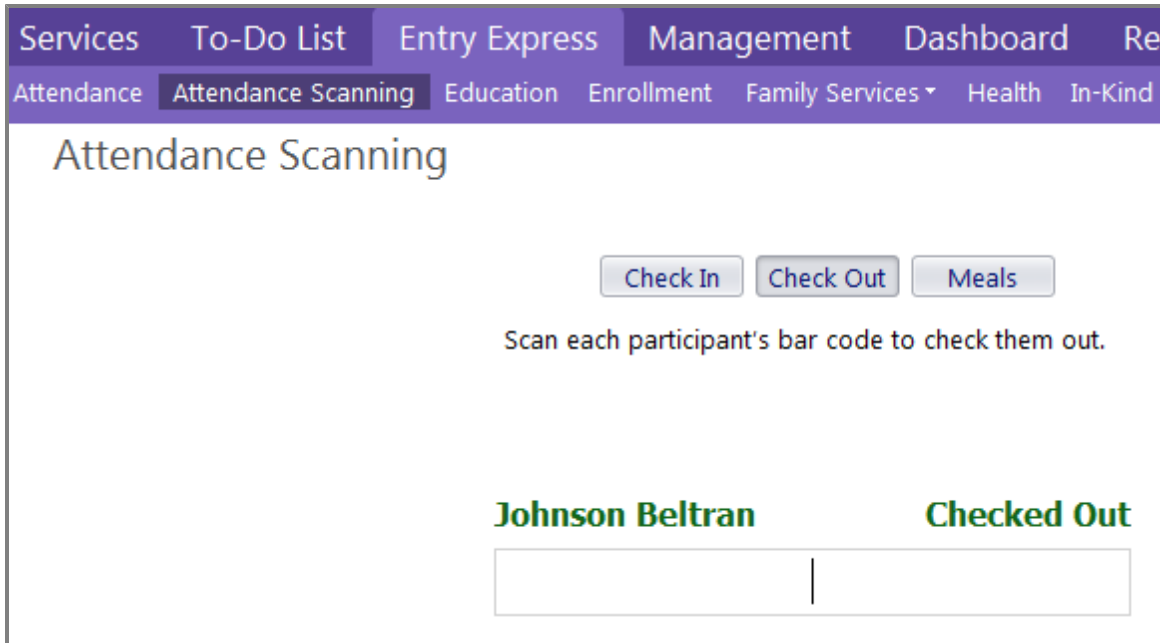 Services To-Do List Entry Express Management Dashboard Re
Attendance Attendance Scanning Education Enrollment Family Services Health In-Kind
Attendance Scanning
Check In Check Out Meals
Scan each participant's bar code to check them out.
Johnson Beltran Checked Out